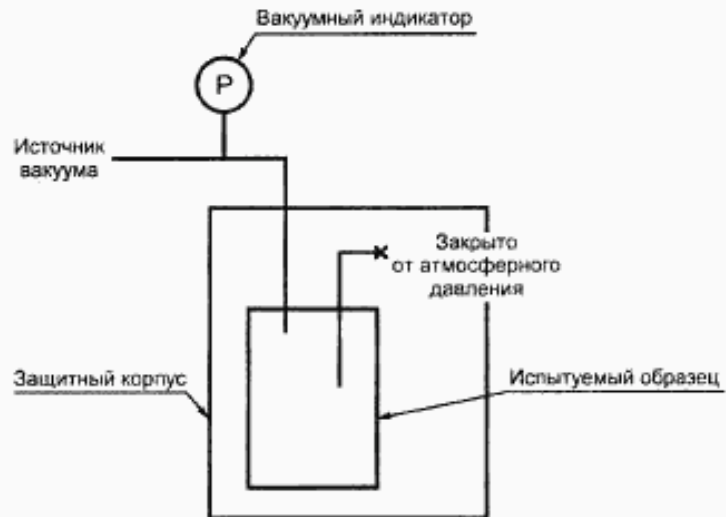 Вакуумный индикатор
P
Источник
вакуума
Закрыто
от атмосферного
давления
Защитный корпус
Испытуемый образец